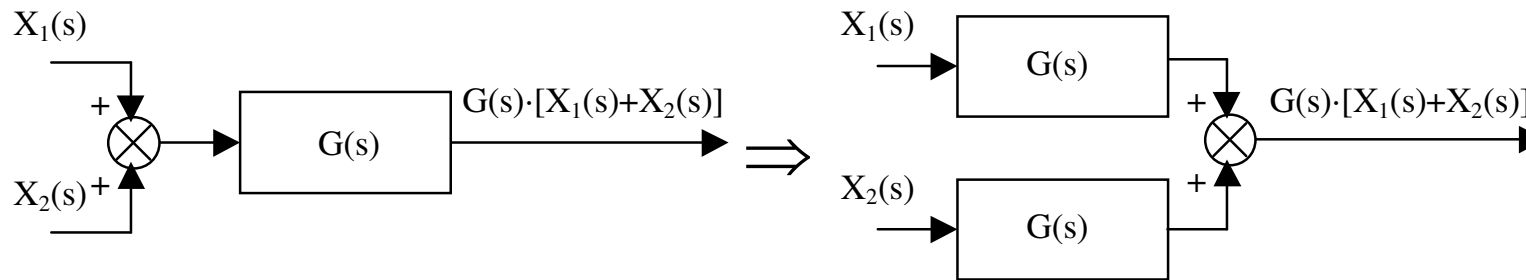 X₁(s)
+
G(s)
G(s)·[X₁(s)+X₂(s)]
+
X₂(s)
⇒
X₁(s)
G(s)
+
G(s)·[X₁(s)+X₂(s)]
X₂(s)
+
G(s)